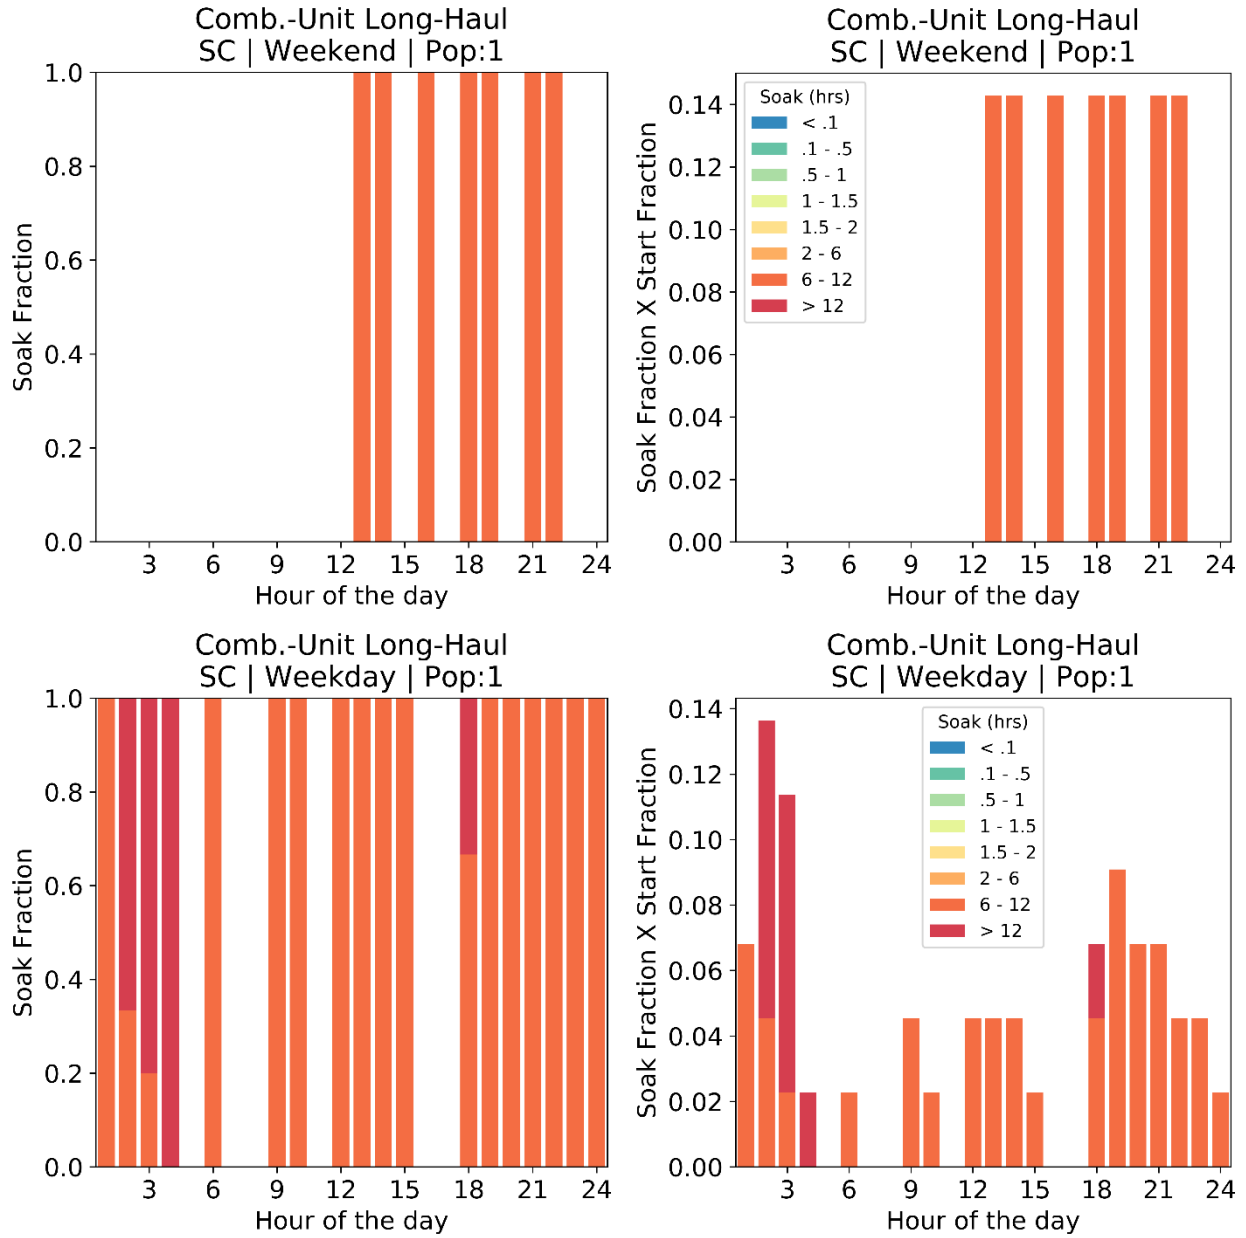 Comb.-Unit Long-Haul
SC | Weekend | Pop:1
Soak Fraction
1.0
0.8
0.6
0.4
0.2
0.0
3 6 9 12 15 18 21 24
Hour of the day
Comb.-Unit Long-Haul
SC | Weekend | Pop:1
Soak Fraction X Start Fraction
0.14
0.12
0.10
0.08
0.06
0.04
0.02
0.00
Soak (hrs)
< .1
.1 - .5
.5 - 1
1 - 1.5
1.5 - 2
2 - 6
6 - 12
> 12
3 6 9 12 15 18 21 24
Hour of the day
Comb.-Unit Long-Haul
SC | Weekday | Pop:1
Soak Fraction
1.0
0.8
0.6
0.4
0.2
0.0
3 6 9 12 15 18 21 24
Hour of the day
Comb.-Unit Long-Haul
SC | Weekday | Pop:1
Soak Fraction X Start Fraction
0.14
0.12
0.10
0.08
0.06
0.04
0.02
0.00
Soak (hrs)
< .1
.1 - .5
.5 - 1
1 - 1.5
1.5 - 2
2 - 6
6 - 12
> 12
3 6 9 12 15 18 21 24
Hour of the day